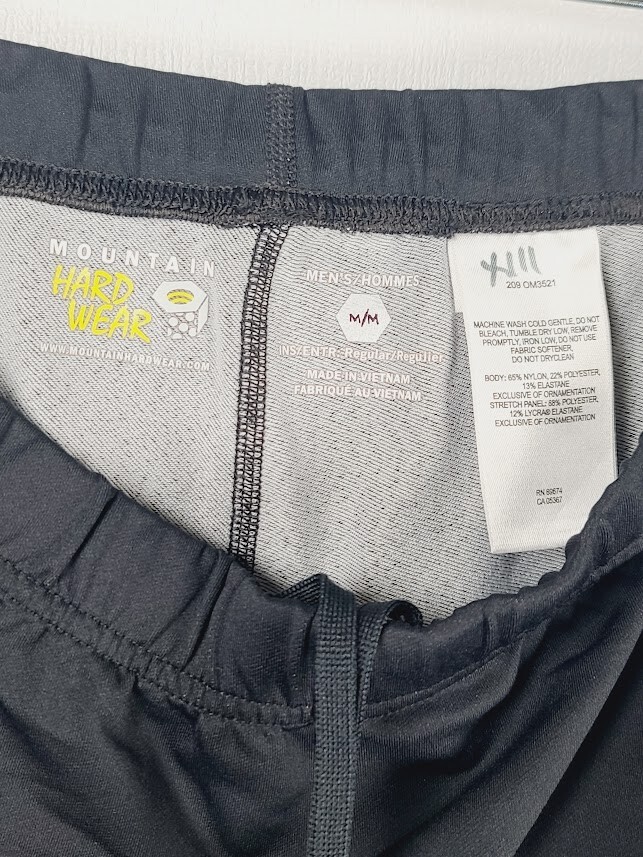 MOUNTAIN
HARD
WEAR
WWW.MOUNTAINHARDWEAR.COM
MEN'S/HOMMES
M/M
ENTR.-Regular/Régulier
MADE IN VIETNAM
FABRIQUÉ AU VIETNAM
209 OM3521
MACHINE WASH COLD GENTLE, DO NOT
BLEACH, TUMBLE DRY LOW, REMOVE
PROMPTLY, IRON LOW, DO NOT USE
FABRIC SOFTENER,
DO NOT DRYCLEAN
BODY: 65% NYLON, 22% POLYESTER,
13% ELASTANE
EXCLUSIVE OF ORNAMENTATION
STRETCH PANEL: 88% POLYESTER,
12% LYCRA® ELASTANE
EXCLUSIVE OF ORNAMENTATION
RN 69674
CA 05367